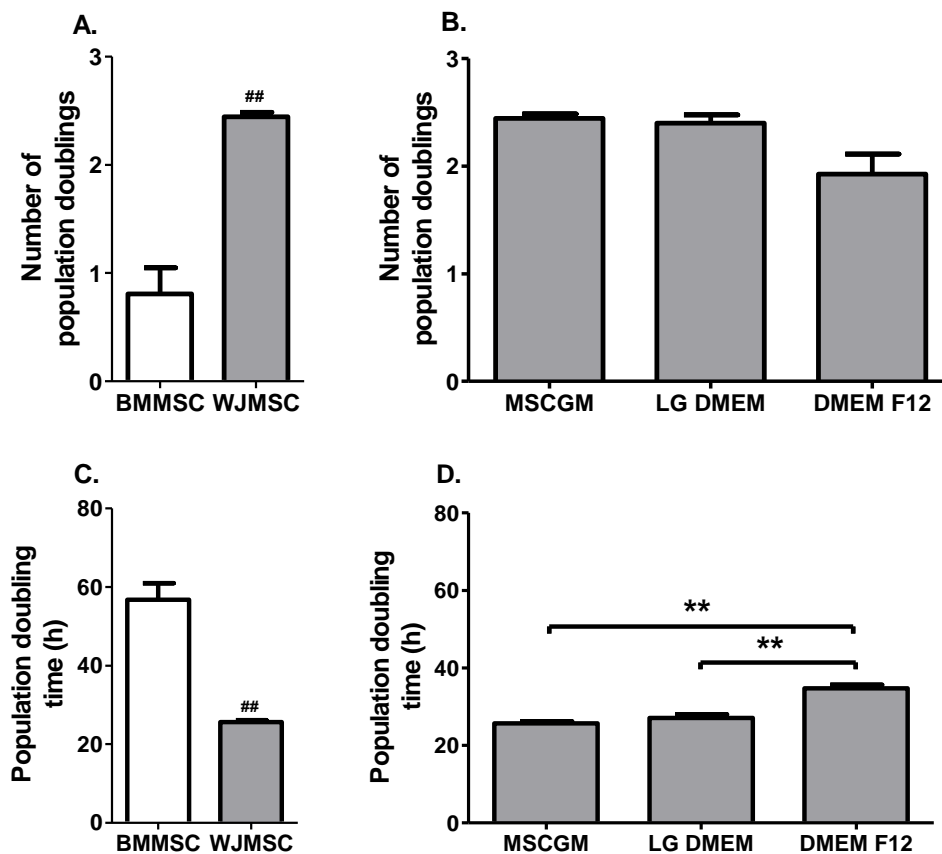 A.
Number of
population doublings
3
2
1
0
##
BMMSC WJMSC
B.
Number of
population doublings
3
2
1
0
MSCGM LG DMEM DMEM F12
C.
Population doubling
time (h)
80
60
40
20
0
##
BMMSC WJMSC
D.
Population doubling
time (h)
80
60
40
20
0
**
**
MSCGM LG DMEM DMEM F12